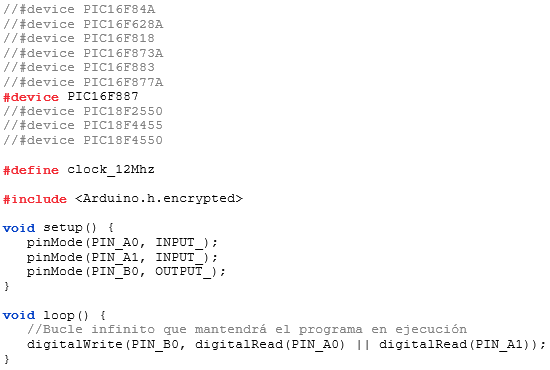 //#device PIC16F84A
//#device PIC16F628A
//#device PIC16F818
//#device PIC16F873A
//#device PIC16F883
//#device PIC16F877A
#device PIC16F887
//#device PIC18F2550
//#device PIC18F4455
//#device PIC18F4550
#define clock_12Mhz
#include <Arduino.h.encrypted>
void setup() {
pinMode(PIN_A0, INPUT_);
pinMode(PIN_A1, INPUT_);
pinMode(PIN_B0, OUTPUT_);
}
void loop() {
//Bucle infinito que mantendrá el programa en ejecución
digitalWrite(PIN_B0, digitalRead(PIN_A0) || digitalRead(PIN_A1));
}